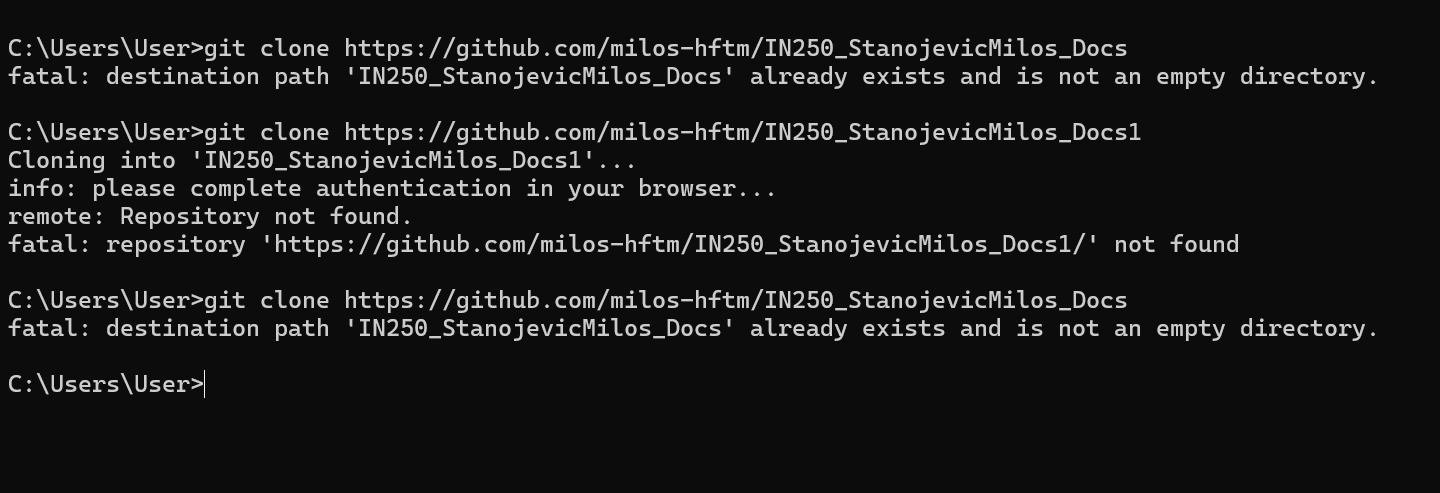 C:\Users\User>git clone https://github.com/milos-hftm/IN250_StanojevicMilos_Docs
fatal: destination path 'IN250_StanojevicMilos_Docs' already exists and is not an empty directory.
C:\Users\User>git clone https://github.com/milos-hftm/IN250_StanojevicMilos_Docs1
Cloning into 'IN250_StanojevicMilos_Docs1'...
info: please complete authentication in your browser...
remote: Repository not found.
fatal: repository 'https://github.com/milos-hftm/IN250_StanojevicMilos_Docs1/' not found
C:\Users\User>git clone https://github.com/milos-hftm/IN250_StanojevicMilos_Docs
fatal: destination path 'IN250_StanojevicMilos_Docs' already exists and is not an empty directory.
C:\Users\User>